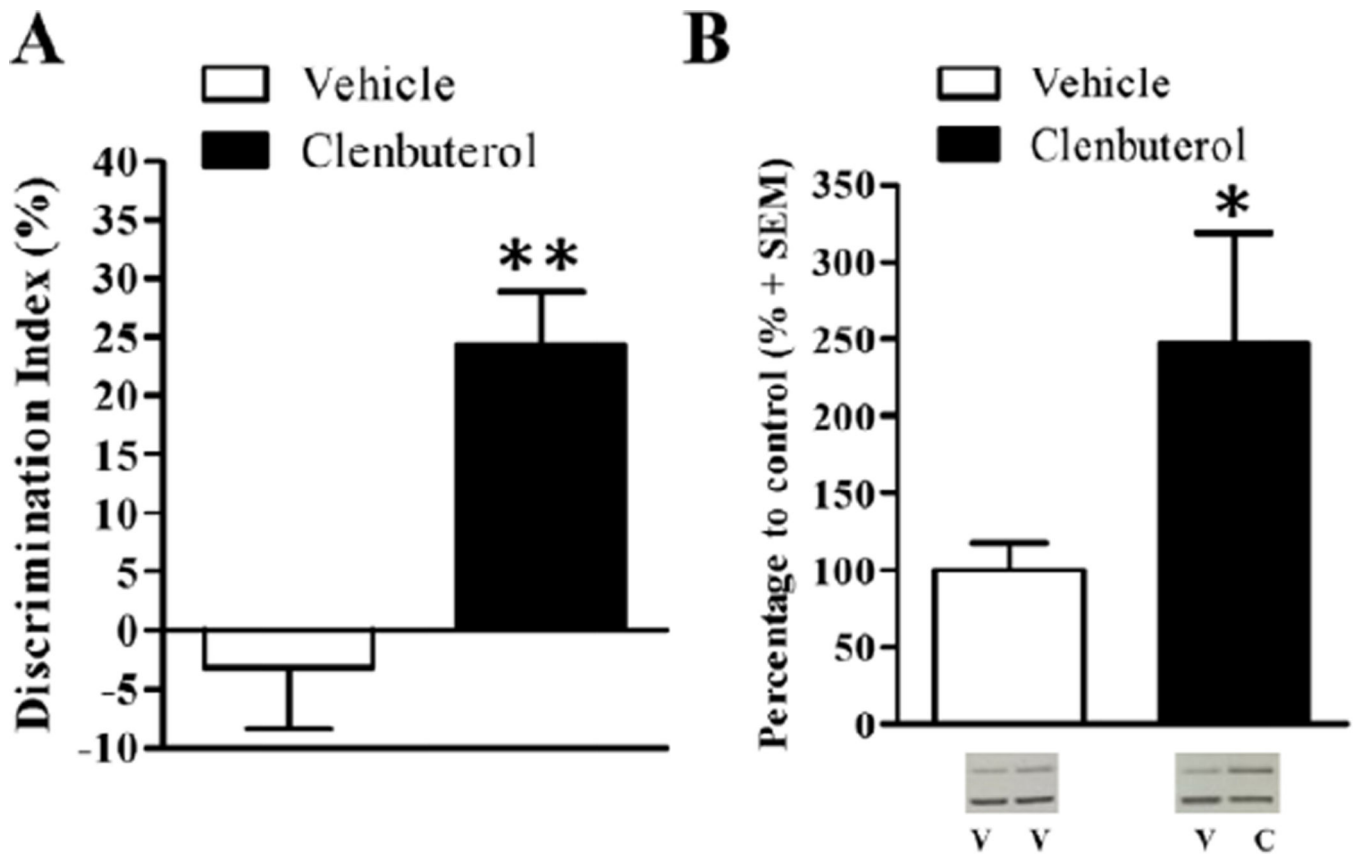 A
Vehicle
Clenbuterol
Discrimination Index (%)
40
35
30
25
20
15
10
5
0
-5
-10
**
B
Vehicle
Clenbuterol
Percentage to control (% + SEM)
350
300
250
200
150
100
50
0
*
V V
V C